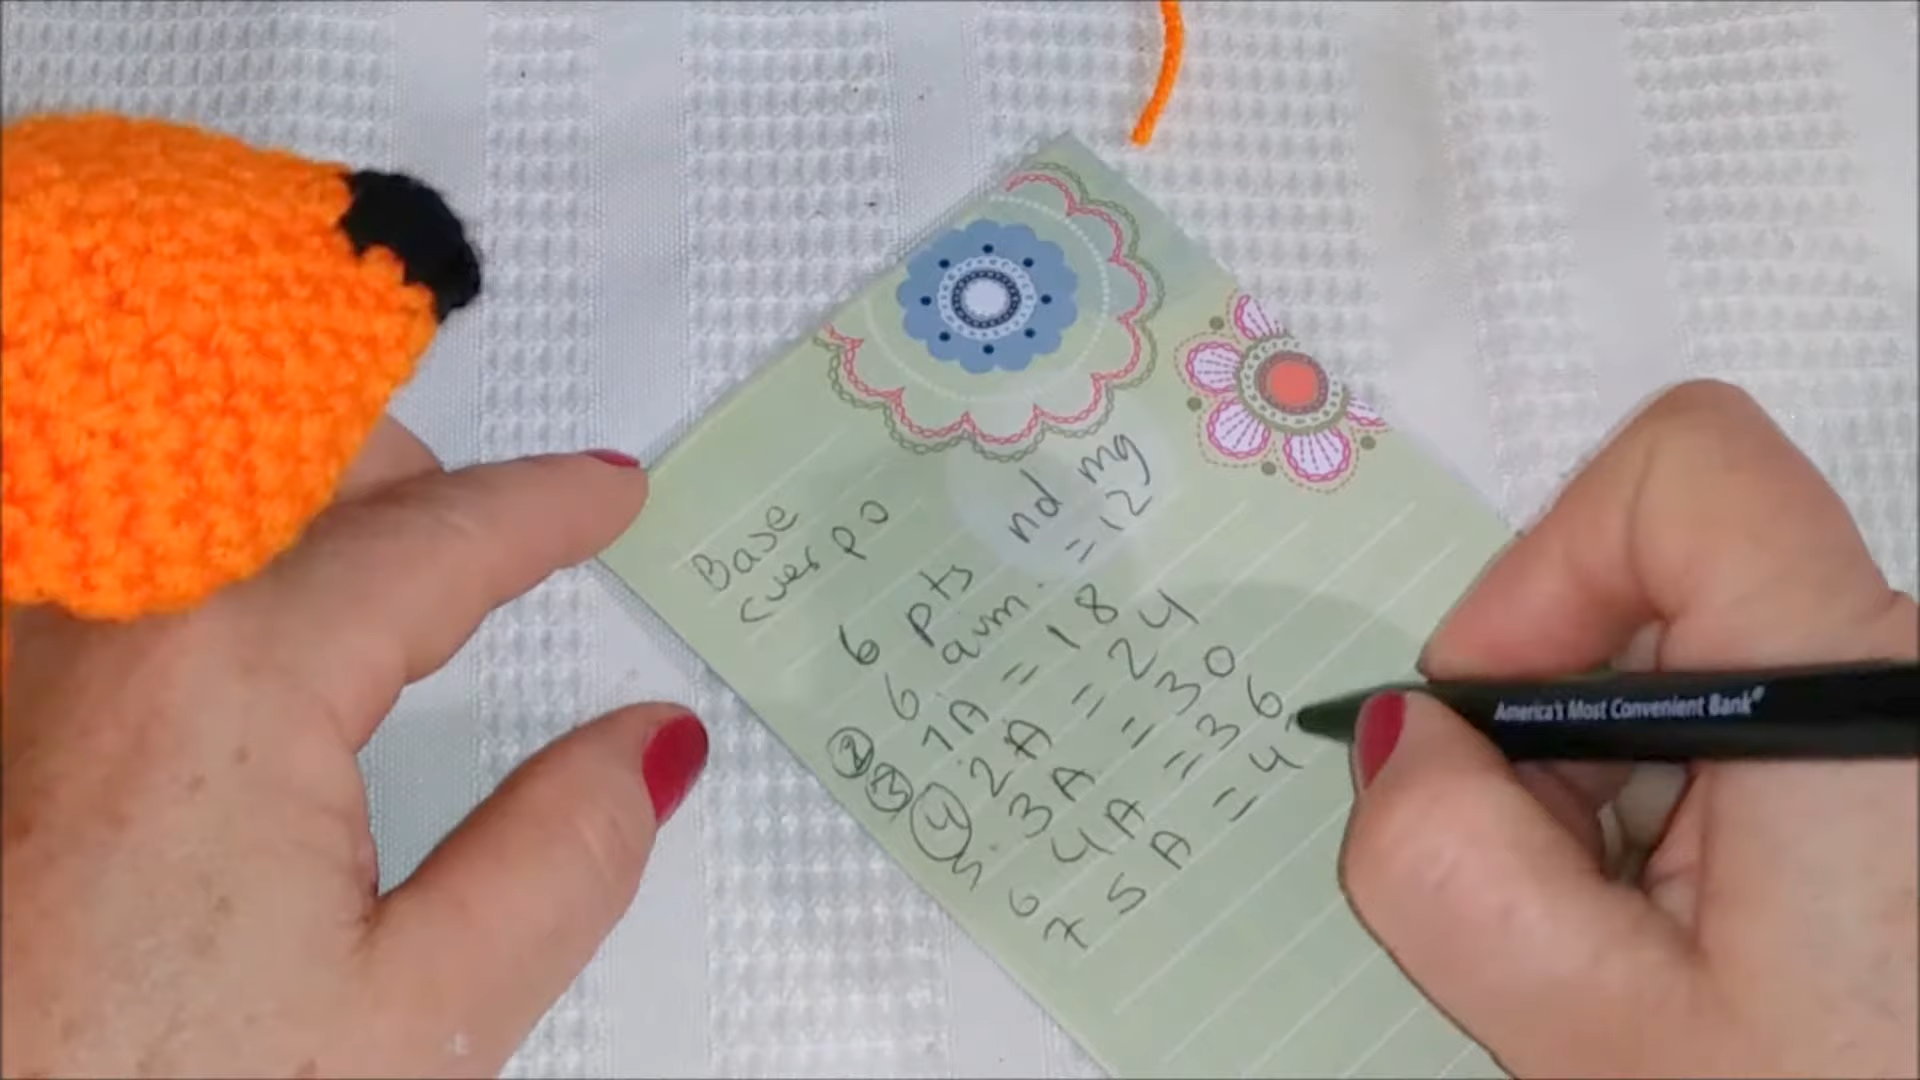 Base
cuerpo
6 pts nd mg
2 6 aum. = 12
3 1A = 18
4 2A = 24
5 3A = 30
6 4A = 36
7 5A = 4
America's Most Convenient Bank®